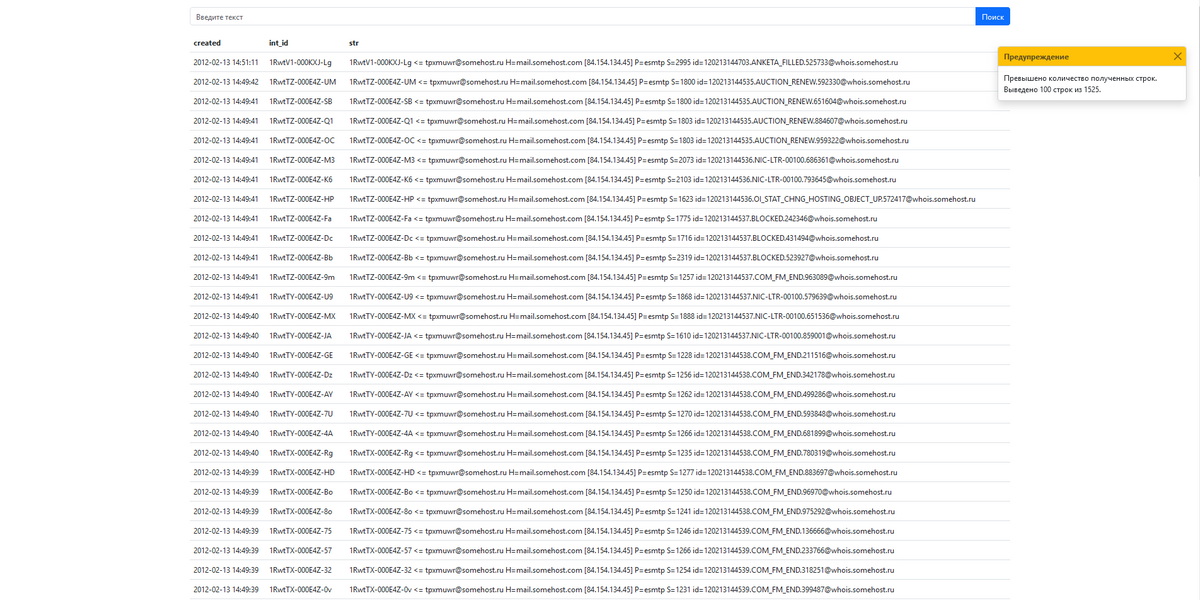 Введите текст Поиск
created int_id str
Предупреждение
Превышено количество полученных строк.
Выведено 100 строк из 1525.
2012-02-13 14:51:11 1RwtV1-000KXJ-Lg 1RwtV1-000KXJ-Lg <= tpxmuwr@somehost.ru H=mail.somehost.com [84.154.134.45] P=esmtp S=2995 id=120213144703.ANKETA_FILLED.525733@whois.somehost.ru
2012-02-13 14:49:42 1RwtTZ-000E4Z-UM 1RwtTZ-000E4Z-UM <= tpxmuwr@somehost.ru H=mail.somehost.com [84.154.134.45] P=esmtp S=1800 id=120213144535.AUCTION_RENEW.592330@whois.somehost.ru
2012-02-13 14:49:41 1RwtTZ-000E4Z-SB 1RwtTZ-000E4Z-SB <= tpxmuwr@somehost.ru H=mail.somehost.com [84.154.134.45] P=esmtp S=1800 id=120213144535.AUCTION_RENEW.651604@whois.somehost.ru
2012-02-13 14:49:41 1RwtTZ-000E4Z-Q1 1RwtTZ-000E4Z-Q1 <= tpxmuwr@somehost.ru H=mail.somehost.com [84.154.134.45] P=esmtp S=1803 id=120213144535.AUCTION_RENEW.884607@whois.somehost.ru
2012-02-13 14:49:41 1RwtTZ-000E4Z-OC 1RwtTZ-000E4Z-OC <= tpxmuwr@somehost.ru H=mail.somehost.com [84.154.134.45] P=esmtp S=1803 id=120213144535.AUCTION_RENEW.959322@whois.somehost.ru
2012-02-13 14:49:41 1RwtTZ-000E4Z-M3 1RwtTZ-000E4Z-M3 <= tpxmuwr@somehost.ru H=mail.somehost.com [84.154.134.45] P=esmtp S=2073 id=120213144536.NIC-LTR-00100.686361@whois.somehost.ru
2012-02-13 14:49:41 1RwtTZ-000E4Z-K6 1RwtTZ-000E4Z-K6 <= tpxmuwr@somehost.ru H=mail.somehost.com [84.154.134.45] P=esmtp S=2103 id=120213144536.NIC-LTR-00100.793645@whois.somehost.ru
2012-02-13 14:49:41 1RwtTZ-000E4Z-HP 1RwtTZ-000E4Z-HP <= tpxmuwr@somehost.ru H=mail.somehost.com [84.154.134.45] P=esmtp S=1623 id=120213144536.OI_STAT_CHNG_HOSTING_OBJECT_UP.572417@whois.somehost.ru
2012-02-13 14:49:41 1RwtTZ-000E4Z-Fa 1RwtTZ-000E4Z-Fa <= tpxmuwr@somehost.ru H=mail.somehost.com [84.154.134.45] P=esmtp S=1775 id=120213144537.BLOCKED.242346@whois.somehost.ru
2012-02-13 14:49:41 1RwtTZ-000E4Z-Dc 1RwtTZ-000E4Z-Dc <= tpxmuwr@somehost.ru H=mail.somehost.com [84.154.134.45] P=esmtp S=1716 id=120213144537.BLOCKED.431494@whois.somehost.ru
2012-02-13 14:49:41 1RwtTZ-000E4Z-Bb 1RwtTZ-000E4Z-Bb <= tpxmuwr@somehost.ru H=mail.somehost.com [84.154.134.45] P=esmtp S=2319 id=120213144537.BLOCKED.523927@whois.somehost.ru
2012-02-13 14:49:41 1RwtTZ-000E4Z-9m 1RwtTZ-000E4Z-9m <= tpxmuwr@somehost.ru H=mail.somehost.com [84.154.134.45] P=esmtp S=1257 id=120213144537.COM_FM_END.963089@whois.somehost.ru
2012-02-13 14:49:41 1RwtTY-000E4Z-U9 1RwtTY-000E4Z-U9 <= tpxmuwr@somehost.ru H=mail.somehost.com [84.154.134.45] P=esmtp S=1868 id=120213144537.NIC-LTR-00100.579639@whois.somehost.ru
2012-02-13 14:49:40 1RwtTY-000E4Z-MX 1RwtTY-000E4Z-MX <= tpxmuwr@somehost.ru H=mail.somehost.com [84.154.134.45] P=esmtp S=1888 id=120213144537.NIC-LTR-00100.651536@whois.somehost.ru
2012-02-13 14:49:40 1RwtTY-000E4Z-JA 1RwtTY-000E4Z-JA <= tpxmuwr@somehost.ru H=mail.somehost.com [84.154.134.45] P=esmtp S=1610 id=120213144537.NIC-LTR-00100.859001@whois.somehost.ru
2012-02-13 14:49:40 1RwtTY-000E4Z-GE 1RwtTY-000E4Z-GE <= tpxmuwr@somehost.ru H=mail.somehost.com [84.154.134.45] P=esmtp S=1228 id=120213144538.COM_FM_END.211516@whois.somehost.ru
2012-02-13 14:49:40 1RwtTY-000E4Z-Dz 1RwtTY-000E4Z-Dz <= tpxmuwr@somehost.ru H=mail.somehost.com [84.154.134.45] P=esmtp S=1256 id=120213144538.COM_FM_END.342178@whois.somehost.ru
2012-02-13 14:49:40 1RwtTY-000E4Z-AY 1RwtTY-000E4Z-AY <= tpxmuwr@somehost.ru H=mail.somehost.com [84.154.134.45] P=esmtp S=1262 id=120213144538.COM_FM_END.499286@whois.somehost.ru
2012-02-13 14:49:40 1RwtTY-000E4Z-7U 1RwtTY-000E4Z-7U <= tpxmuwr@somehost.ru H=mail.somehost.com [84.154.134.45] P=esmtp S=1270 id=120213144538.COM_FM_END.593848@whois.somehost.ru
2012-02-13 14:49:40 1RwtTY-000E4Z-4A 1RwtTY-000E4Z-4A <= tpxmuwr@somehost.ru H=mail.somehost.com [84.154.134.45] P=esmtp S=1266 id=120213144538.COM_FM_END.681899@whois.somehost.ru
2012-02-13 14:49:40 1RwtTX-000E4Z-Rg 1RwtTX-000E4Z-Rg <= tpxmuwr@somehost.ru H=mail.somehost.com [84.154.134.45] P=esmtp S=1235 id=120213144538.COM_FM_END.780319@whois.somehost.ru
2012-02-13 14:49:39 1RwtTX-000E4Z-HD 1RwtTX-000E4Z-HD <= tpxmuwr@somehost.ru H=mail.somehost.com [84.154.134.45] P=esmtp S=1277 id=120213144538.COM_FM_END.883697@whois.somehost.ru
2012-02-13 14:49:39 1RwtTX-000E4Z-Bo 1RwtTX-000E4Z-Bo <= tpxmuwr@somehost.ru H=mail.somehost.com [84.154.134.45] P=esmtp S=1250 id=120213144538.COM_FM_END.96970@whois.somehost.ru
2012-02-13 14:49:39 1RwtTX-000E4Z-8o 1RwtTX-000E4Z-8o <= tpxmuwr@somehost.ru H=mail.somehost.com [84.154.134.45] P=esmtp S=1241 id=120213144538.COM_FM_END.975292@whois.somehost.ru
2012-02-13 14:49:39 1RwtTX-000E4Z-75 1RwtTX-000E4Z-75 <= tpxmuwr@somehost.ru H=mail.somehost.com [84.154.134.45] P=esmtp S=1246 id=120213144539.COM_FM_END.136666@whois.somehost.ru
2012-02-13 14:49:39 1RwtTX-000E4Z-57 1RwtTX-000E4Z-57 <= tpxmuwr@somehost.ru H=mail.somehost.com [84.154.134.45] P=esmtp S=1266 id=120213144539.COM_FM_END.233766@whois.somehost.ru
2012-02-13 14:49:39 1RwtTX-000E4Z-32 1RwtTX-000E4Z-32 <= tpxmuwr@somehost.ru H=mail.somehost.com [84.154.134.45] P=esmtp S=1254 id=120213144539.COM_FM_END.318251@whois.somehost.ru
2012-02-13 14:49:39 1RwtTX-000E4Z-0v 1RwtTX-000E4Z-0v <= tpxmuwr@somehost.ru H=mail.somehost.com [84.154.134.45] P=esmtp S=1231 id=120213144539.COM_FM_END.399487@whois.somehost.ru